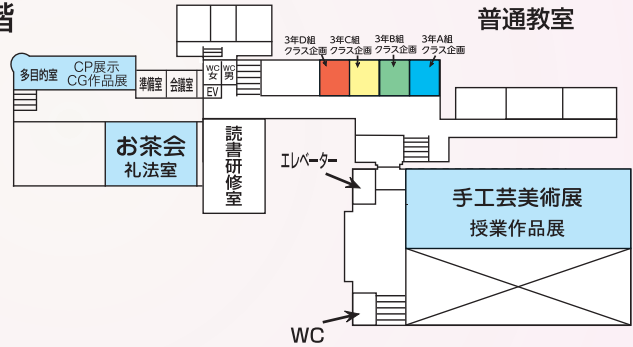 階
普通教室
3年D組
クラス企画
3年C組
クラス企画
3年B組
クラス企画
3年A組
クラス企画
多目的室
CP展示
CG作品展
準備室
会議室
WC
女
WC
男
EV
お茶会
礼法室
読書研修室
エレベーター
手工芸美術展
授業作品展
WC